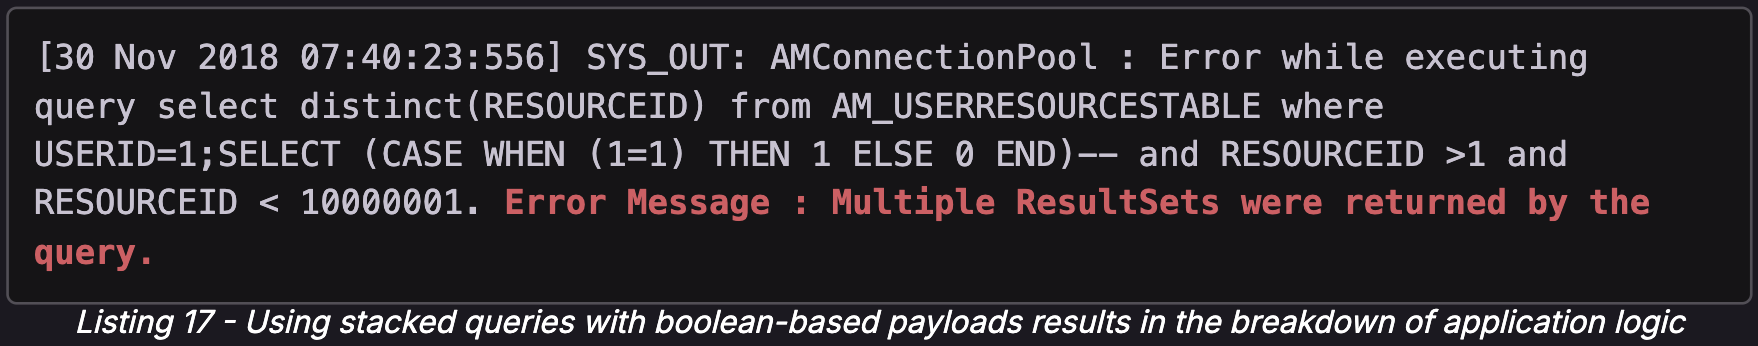 [30 Nov 2018 07:40:23:556] SYS_OUT: AMConnectionPool : Error while executing
query select distinct(RESOURCEID) from AM_USERRESOURCESTABLE where
USERID=1;SELECT (CASE WHEN (1=1) THEN 1 ELSE 0 END)-- and RESOURCEID >1 and
RESOURCEID < 10000001. Error Message : Multiple ResultSets were returned by the
query.
Listing 17 - Using stacked queries with boolean-based payloads results in the breakdown of application logic